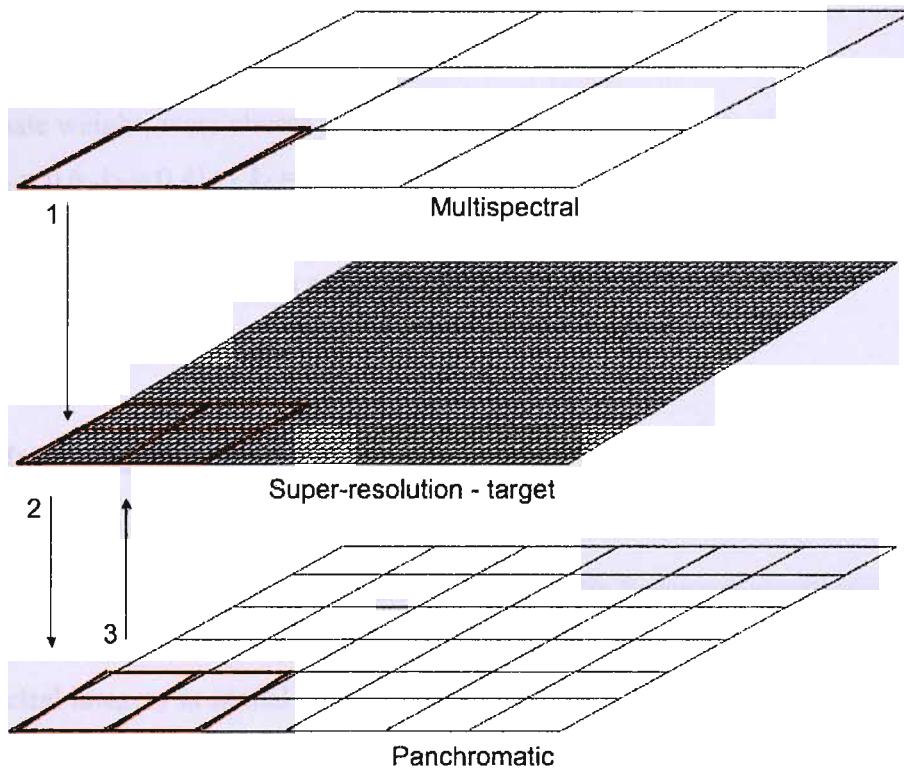 Multispectral
1
Super-resolution - target
2
3
Panchromatic